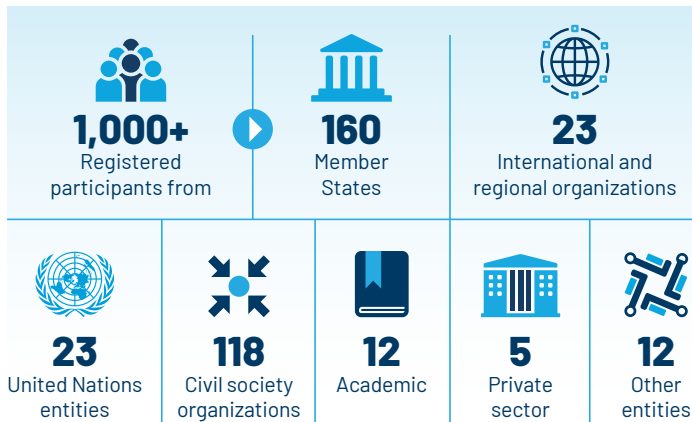 1,000+
Registered
participants from
160
Member
States
23
International and
regional organizations
23
United Nations
entities
118
Civil society
organizations
12
Academic
5
Private
sector
12
Other
entities